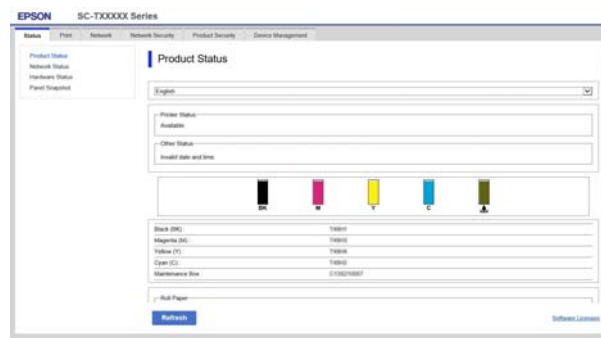 EPSON SC-TXXXXX Series
Status Print Network Network Security Product Security Device Management
Product Status
Network Status
Hardware Status
Panel Snapshot
Product Status
English
Printer Status
Available
Other Status
Invalid date and time
BK M Y C
Black (BK) :
Magenta (M) :
Yellow (Y) :
Cyan (C) :
Maintenance Box :
Roll Paper
Refresh
Software Licenses